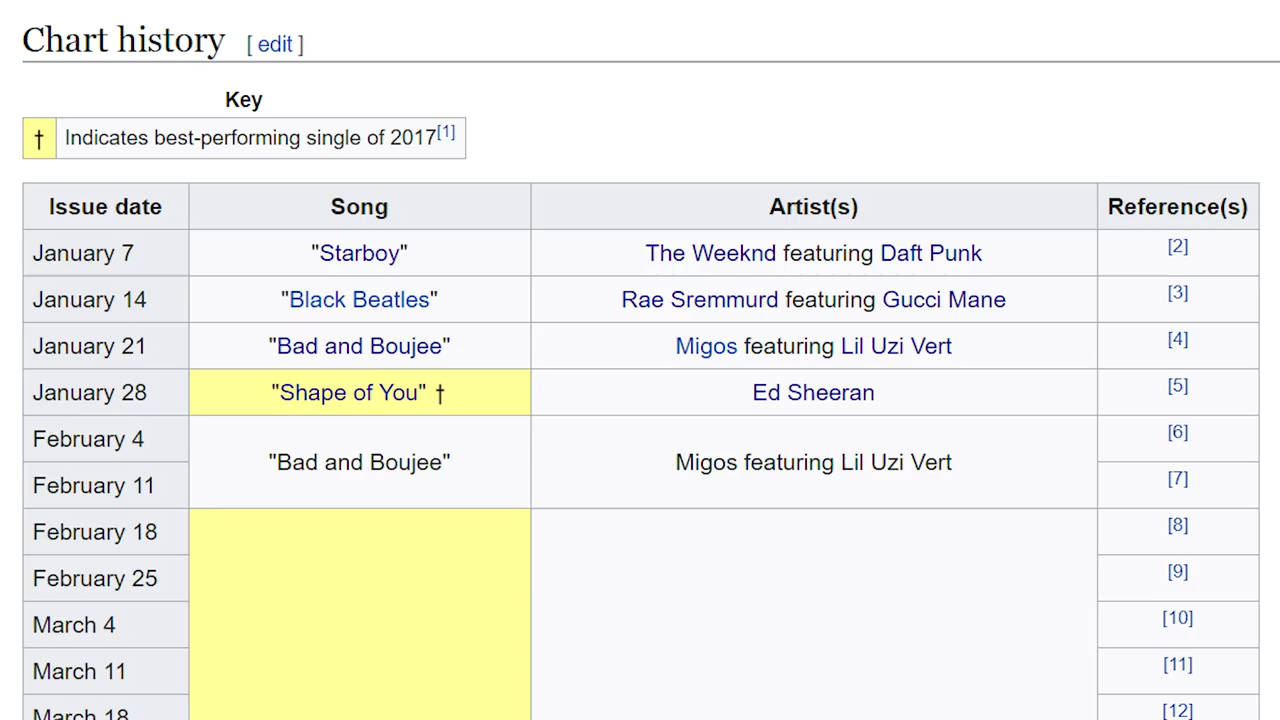 Chart history [ edit ]
Key
† Indicates best-performing single of 2017[1]
Issue date Song Artist(s) Reference(s)
January 7 "Starboy" The Weeknd featuring Daft Punk [2]
January 14 "Black Beatles" Rae Sremmurd featuring Gucci Mane [3]
January 21 "Bad and Boujee" Migos featuring Lil Uzi Vert [4]
January 28 "Shape of You" † Ed Sheeran [5]
February 4 [6]
"Bad and Boujee" Migos featuring Lil Uzi Vert
February 11 [7]
February 18 [8]
February 25 [9]
March 4 [10]
March 11 [11]
March 18 [12]